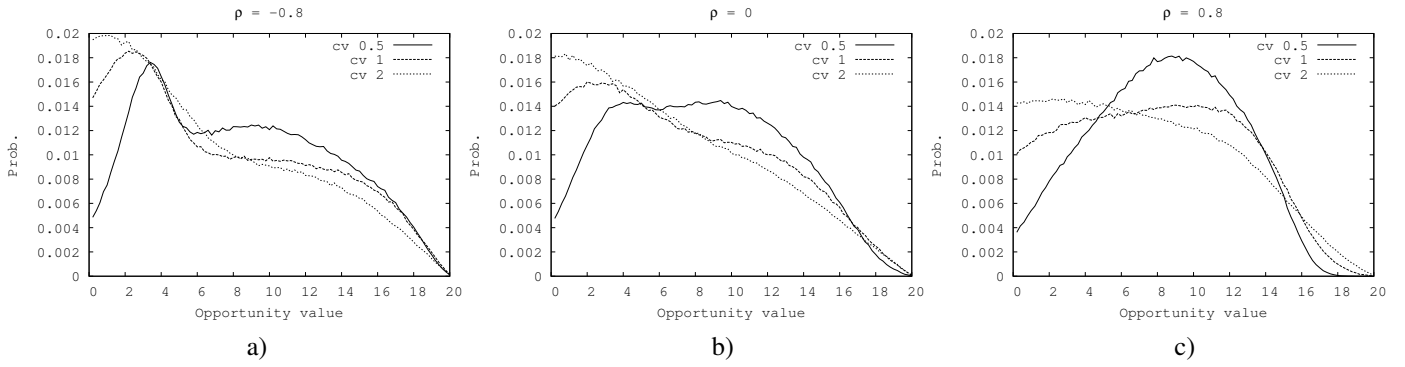 ρ = -0.8
0.02
0.018
0.016
0.014
0.012
0.01
0.008
0.006
0.004
0.002
0
Prob.
cv 0.5
cv 1
cv 2
0 2 4 6 8 10 12 14 16 18 20
Opportunity value
a)
ρ = 0
0.02
0.018
0.016
0.014
0.012
0.01
0.008
0.006
0.004
0.002
0
Prob.
cv 0.5
cv 1
cv 2
0 2 4 6 8 10 12 14 16 18 20
Opportunity value
b)
ρ = 0.8
0.02
0.018
0.016
0.014
0.012
0.01
0.008
0.006
0.004
0.002
0
Prob.
cv 0.5
cv 1
cv 2
0 2 4 6 8 10 12 14 16 18 20
Opportunity value
c)